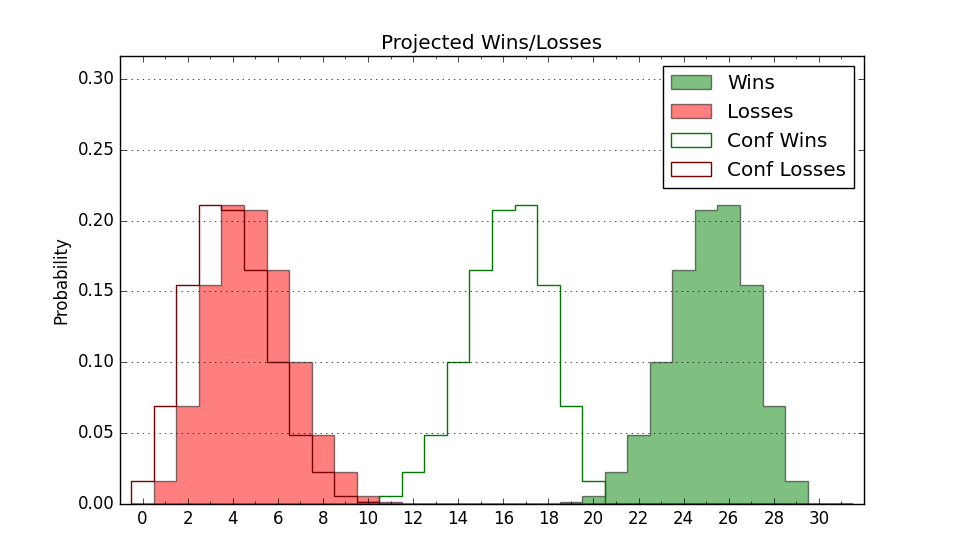 Projected Wins/Losses
0.30
0.25
0.20
0.15
0.10
0.05
0.00
Probability
Wins
Losses
Conf Wins
Conf Losses
0 2 4 6 8 10 12 14 16 18 20 22 24 26 28 30